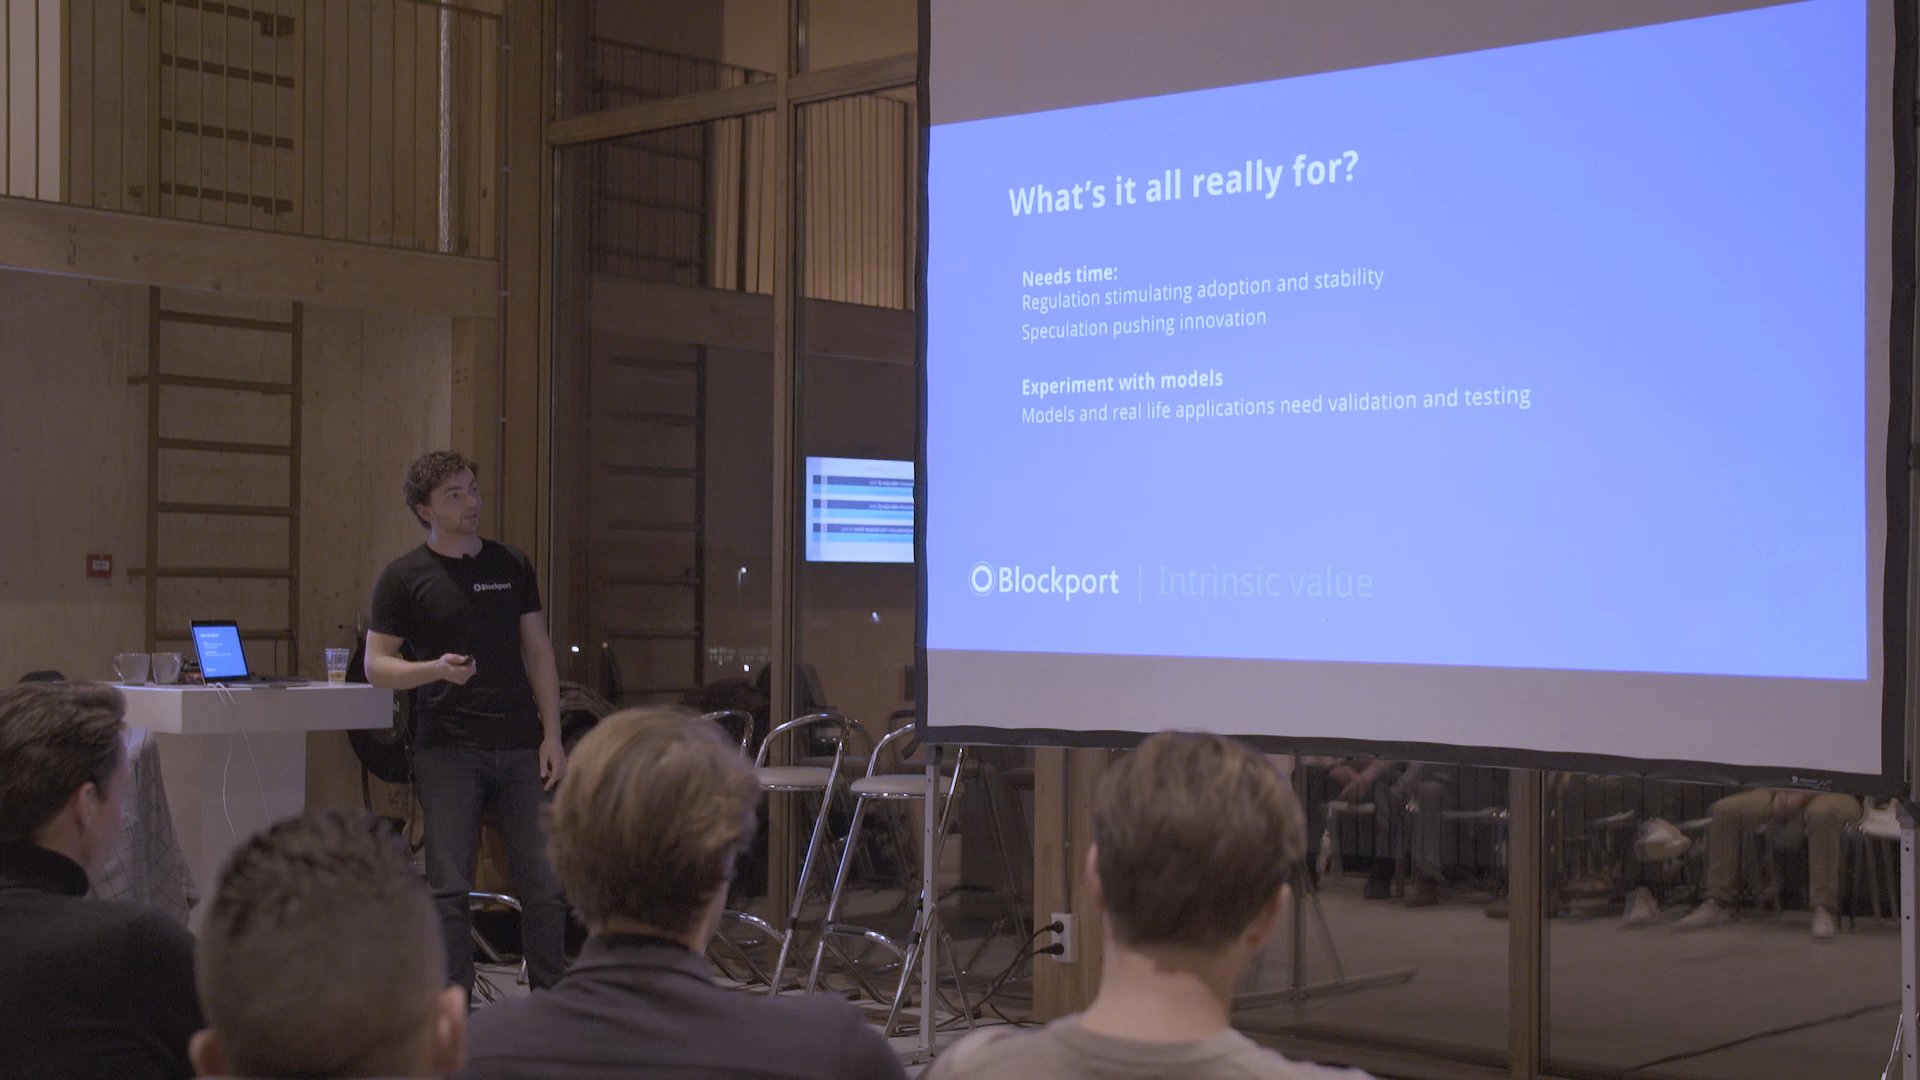 What's it all really for?
Needs time:
Regulation stimulating adoption and stability
Speculation pushing innovation
Experiment with models
Models and real life applications need validation and testing
Blockport | Intrinsic value
Blockport